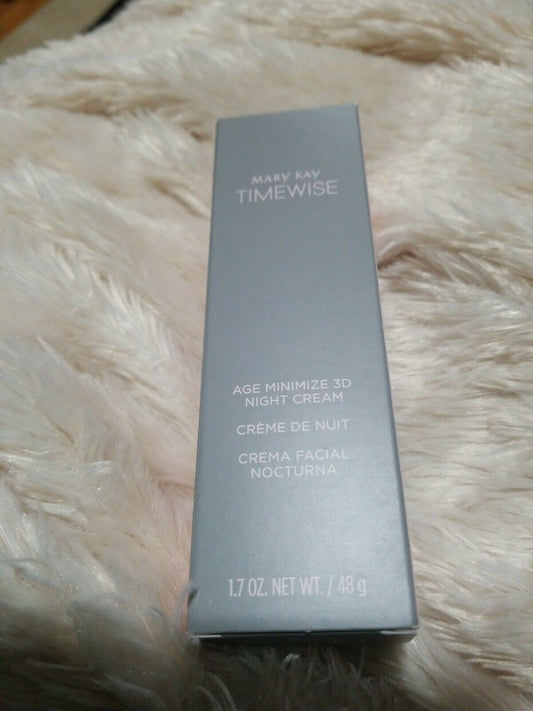 MARY KAY
TIMEWISE
AGE MINIMIZE 3D
NIGHT CREAM
CRÈME DE NUIT
CREMA FACIAL
NOCTURNA
1.7 OZ. NET WT. / 48 g